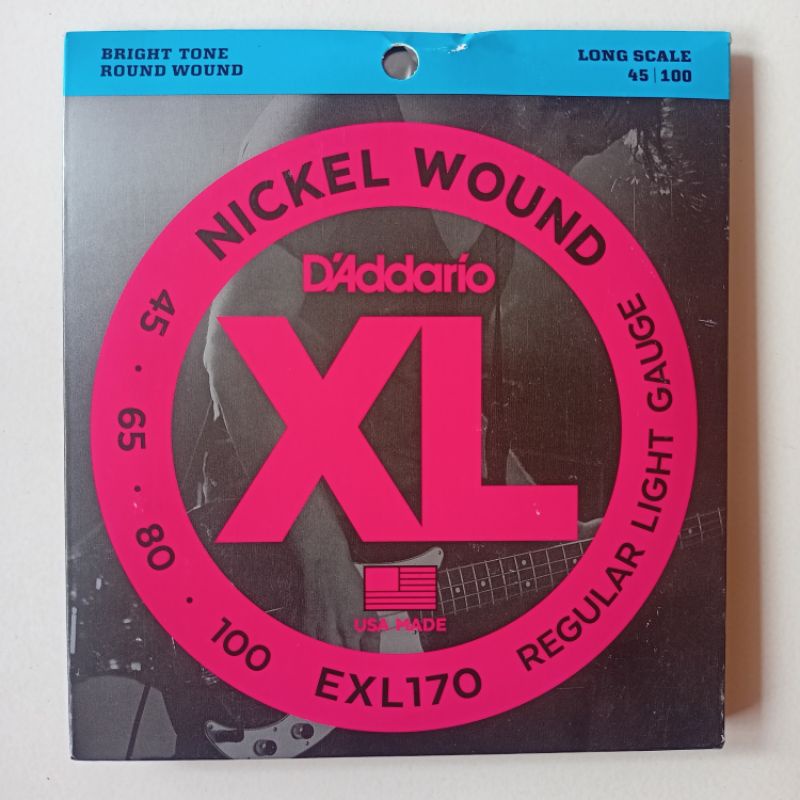 BRIGHT TONE
ROUND WOUND
LONG SCALE
45 | 100
NICKEL WOUND
D'Addario
XL
45 · 65 · 80 · 100
REGULAR LIGHT GAUGE
USA MADE
EXL170